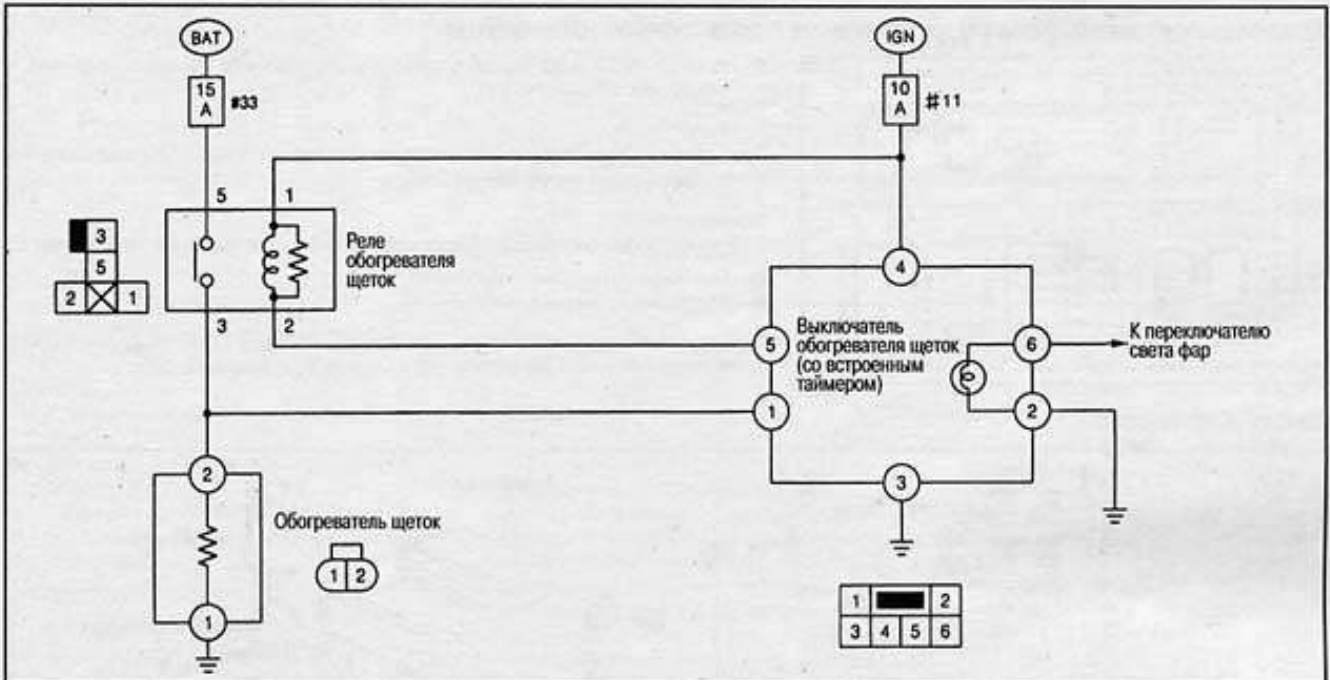 BAT
IGN
15
A
#33
10
A
#11
5
1
3
5
2
1
Реле
обогревателя
щеток
3
2
4
5
Выключатель
обогревателя щеток
(со встроенным
таймером)
6
К переключателю
света фар
1
2
3
2
Обогреватель щеток
1 2
1
1 2
3 4 5 6